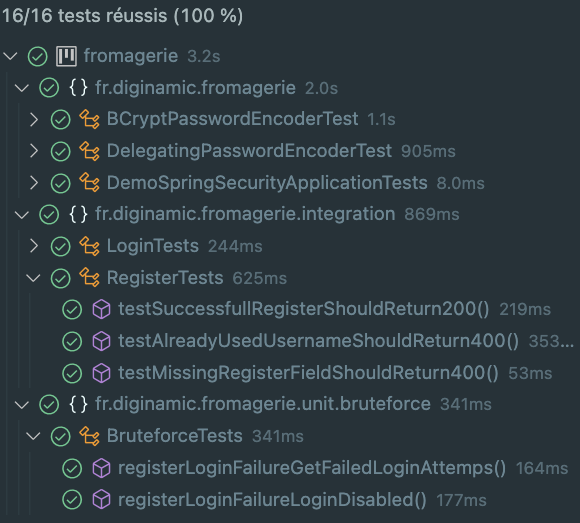 16/16 tests réussis (100 %)
fromagerie 3.2s
{} fr.diginamic.fromagerie 2.0s
BCryptPasswordEncoderTest 1.1s
DelegatingPasswordEncoderTest 905ms
DemoSpringSecurityApplicationTests 8.0ms
{} fr.diginamic.fromagerie.integration 869ms
LoginTests 244ms
RegisterTests 625ms
testSuccessfullRegisterShouldReturn200() 219ms
testAlreadyUsedUsernameShouldReturn400() 353...
testMissingRegisterFieldShouldReturn400() 53ms
{} fr.diginamic.fromagerie.unit.bruteforce 341ms
BruteforceTests 341ms
registerLoginFailureGetFailedLoginAttemps() 164ms
registerLoginFailureLoginDisabled() 177ms